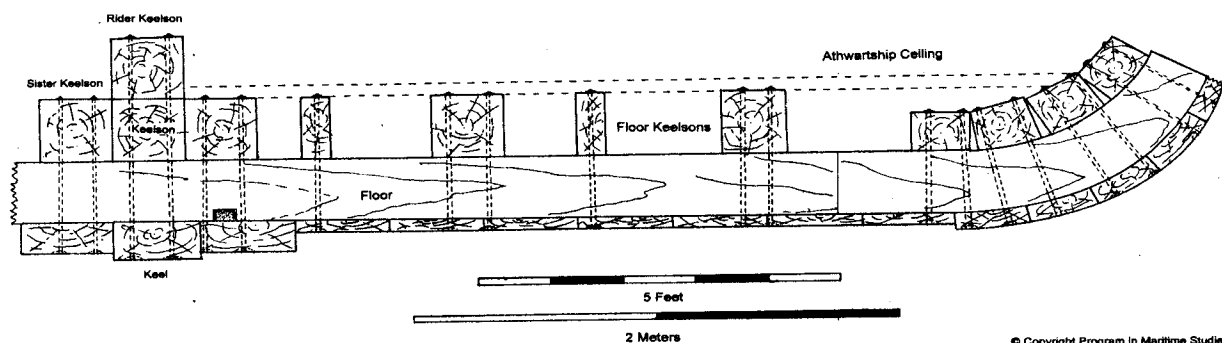 Rider Keelson
Athwartship Ceiling
Sister Keelson
Keelson
Floor Keelsons
Floor
Keel
5 Feet
2 Meters
© Copyright Program in Maritime Studie